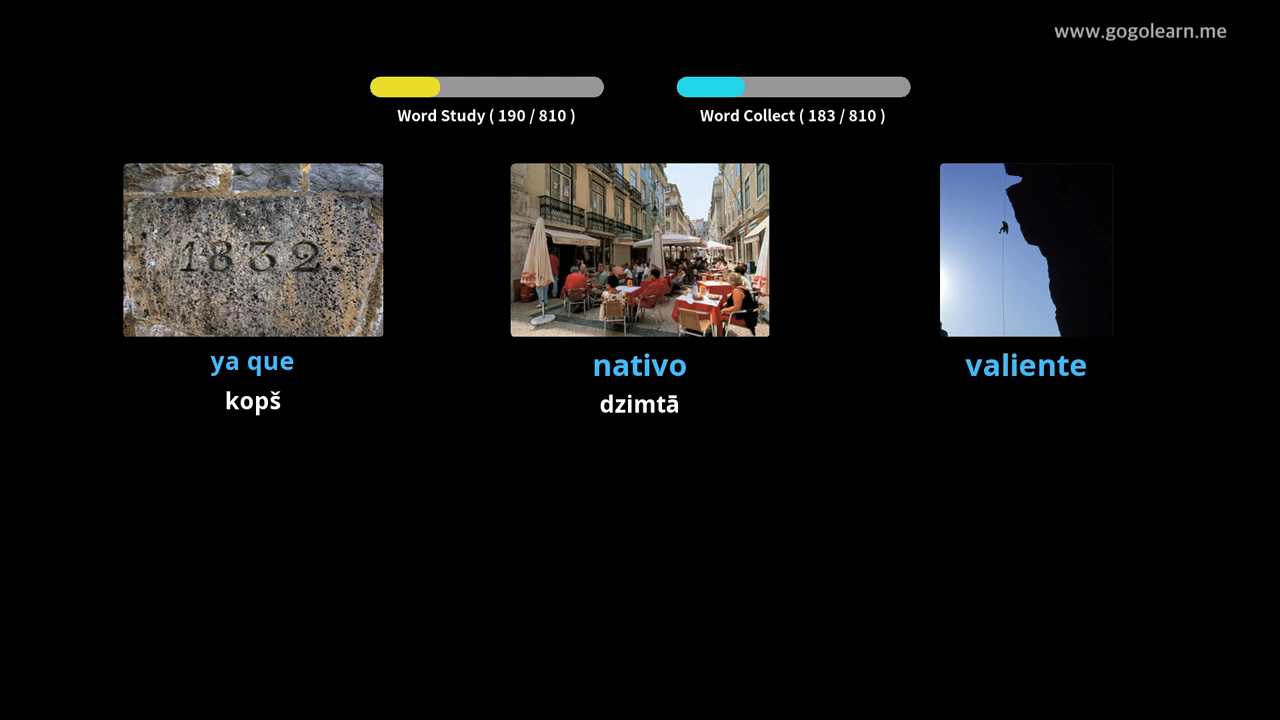 www.gogolearn.me
Word Study ( 190 / 810 )
Word Collect ( 183 / 810 )
1832.
ya que
nativo
valiente
kopš
dzimtā